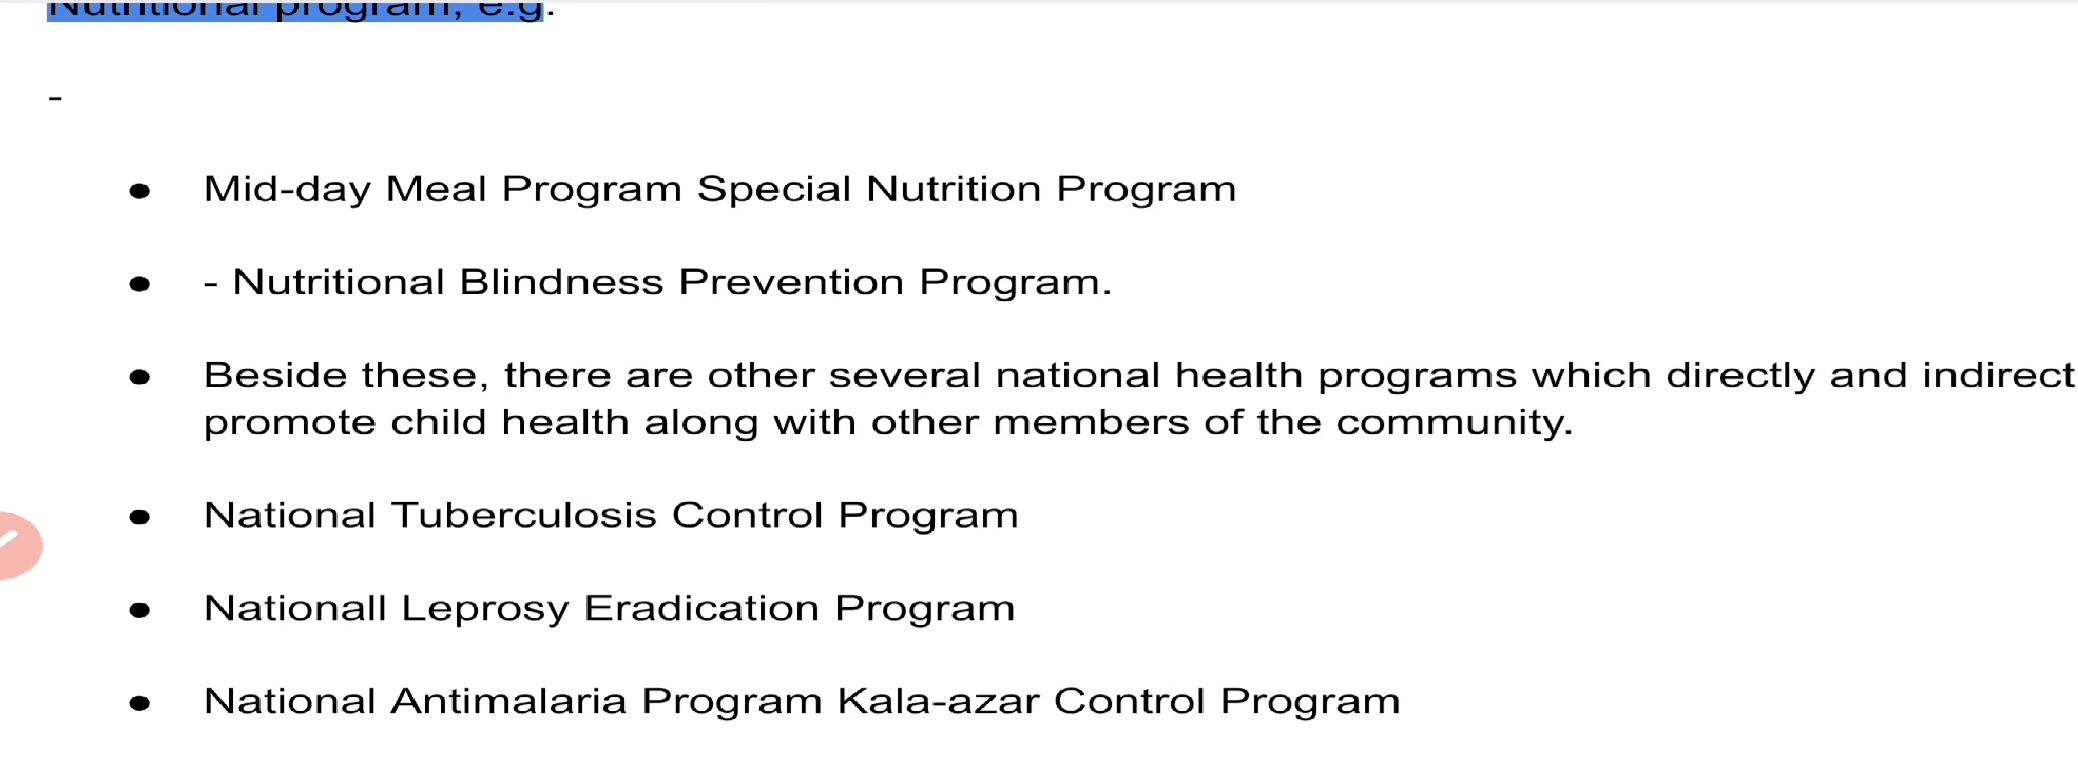 Nutritional program, e.g.
-
● Mid-day Meal Program Special Nutrition Program
● - Nutritional Blindness Prevention Program.
● Beside these, there are other several national health programs which directly and indirect
promote child health along with other members of the community.
● National Tuberculosis Control Program
● Nationall Leprosy Eradication Program
● National Antimalaria Program Kala-azar Control Program